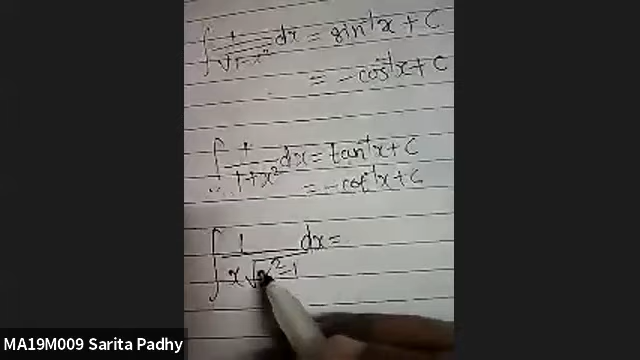 ∫ 1/√(1-x²) dx = sin⁻¹x + C
= -cos⁻¹x + C
∫ 1/(1+x²) dx = tan⁻¹x + C
= -cot⁻¹x + C
∫ 1/(x√(x²-1)) dx =
MA19M009 Sarita Padhy